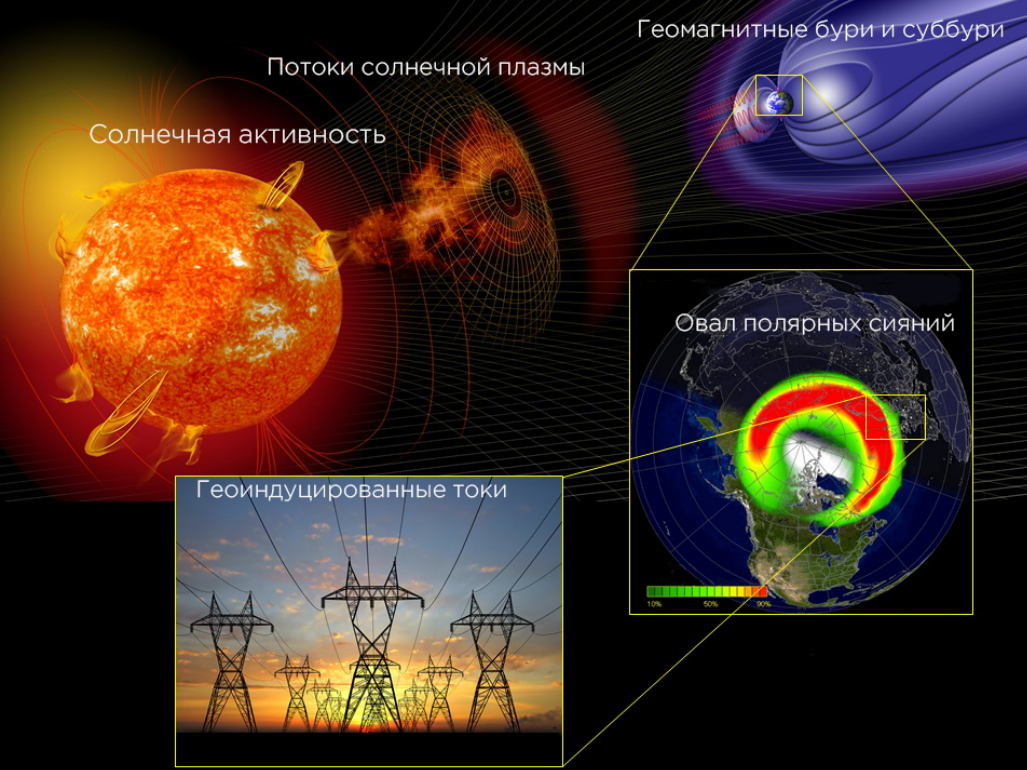 Геомагнитные бури и суббури
Потоки солнечной плазмы
Солнечная активность
Овал полярных сияний
Геоиндуцированные токи
10% 50% 90%